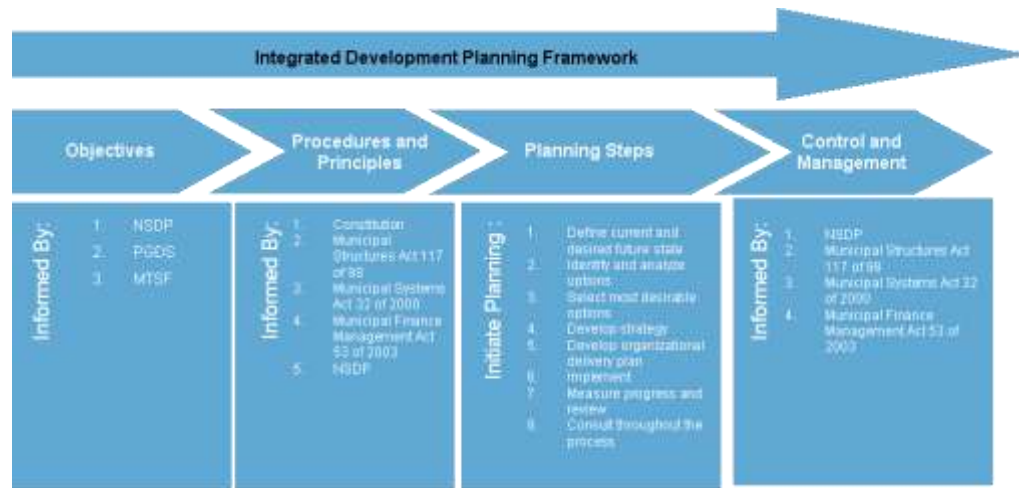 Integrated Development Planning Framework
Objectives
Procedures and
Principles
Planning Steps
Control and
Management
Informed By:
1. NSDP
2. PGDS
3. MTSF
Informed By:
1. Constitution
2. Municipal
Structures Act 117
of 98
3. Municipal Systems
Act 32 of 2000
4. Municipal Finance
Management Act
53 of 2003
5. NSDP
Initiate Planning :
1. Define current and
desired future state
2. Identify and analize
options
3. Select most desirable
options
4. Develop strategy
5. Develop organizational
delivery plan
6. Implement
7. Measure progress and
review
8. Consult throughout the
process
Informed By:
1. NSDP
2. Municipal Structures Act
117 of 98
3. Municipal Systems Act 32
of 2000
4. Municipal Finance
Management Act 53 of
2003